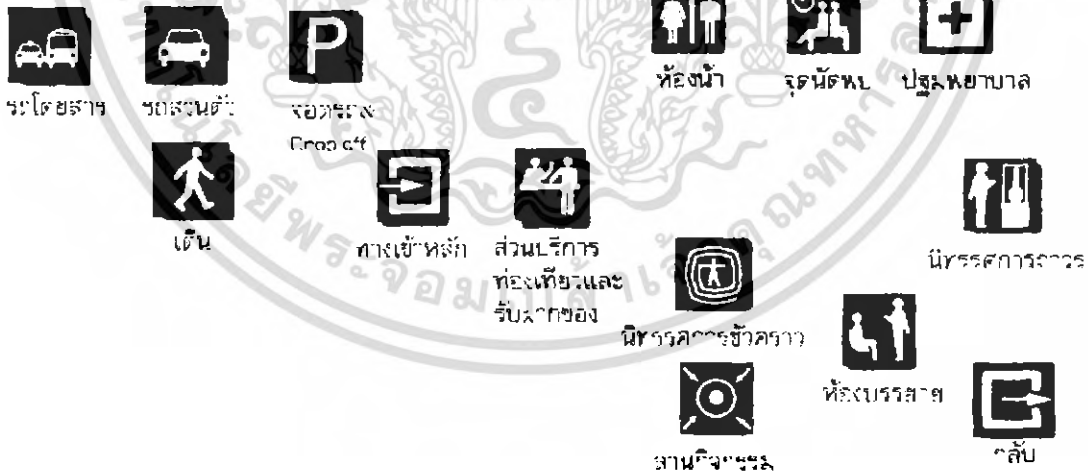 ห้องน้ำ จุดนัดพบ ปฐมพยาบาล
รถโดยสาร รถส่วนตัว จอดรถส่ง
Drop off
เดิน
ทางเข้าหลัก
ส่วนบริการ
ท่องเที่ยวและ
รับฝากของ
นิทรรศการถาวร
นิทรรศการชั่วคราว
ห้องบรรยาย
ลานกิจกรรม
กลับ